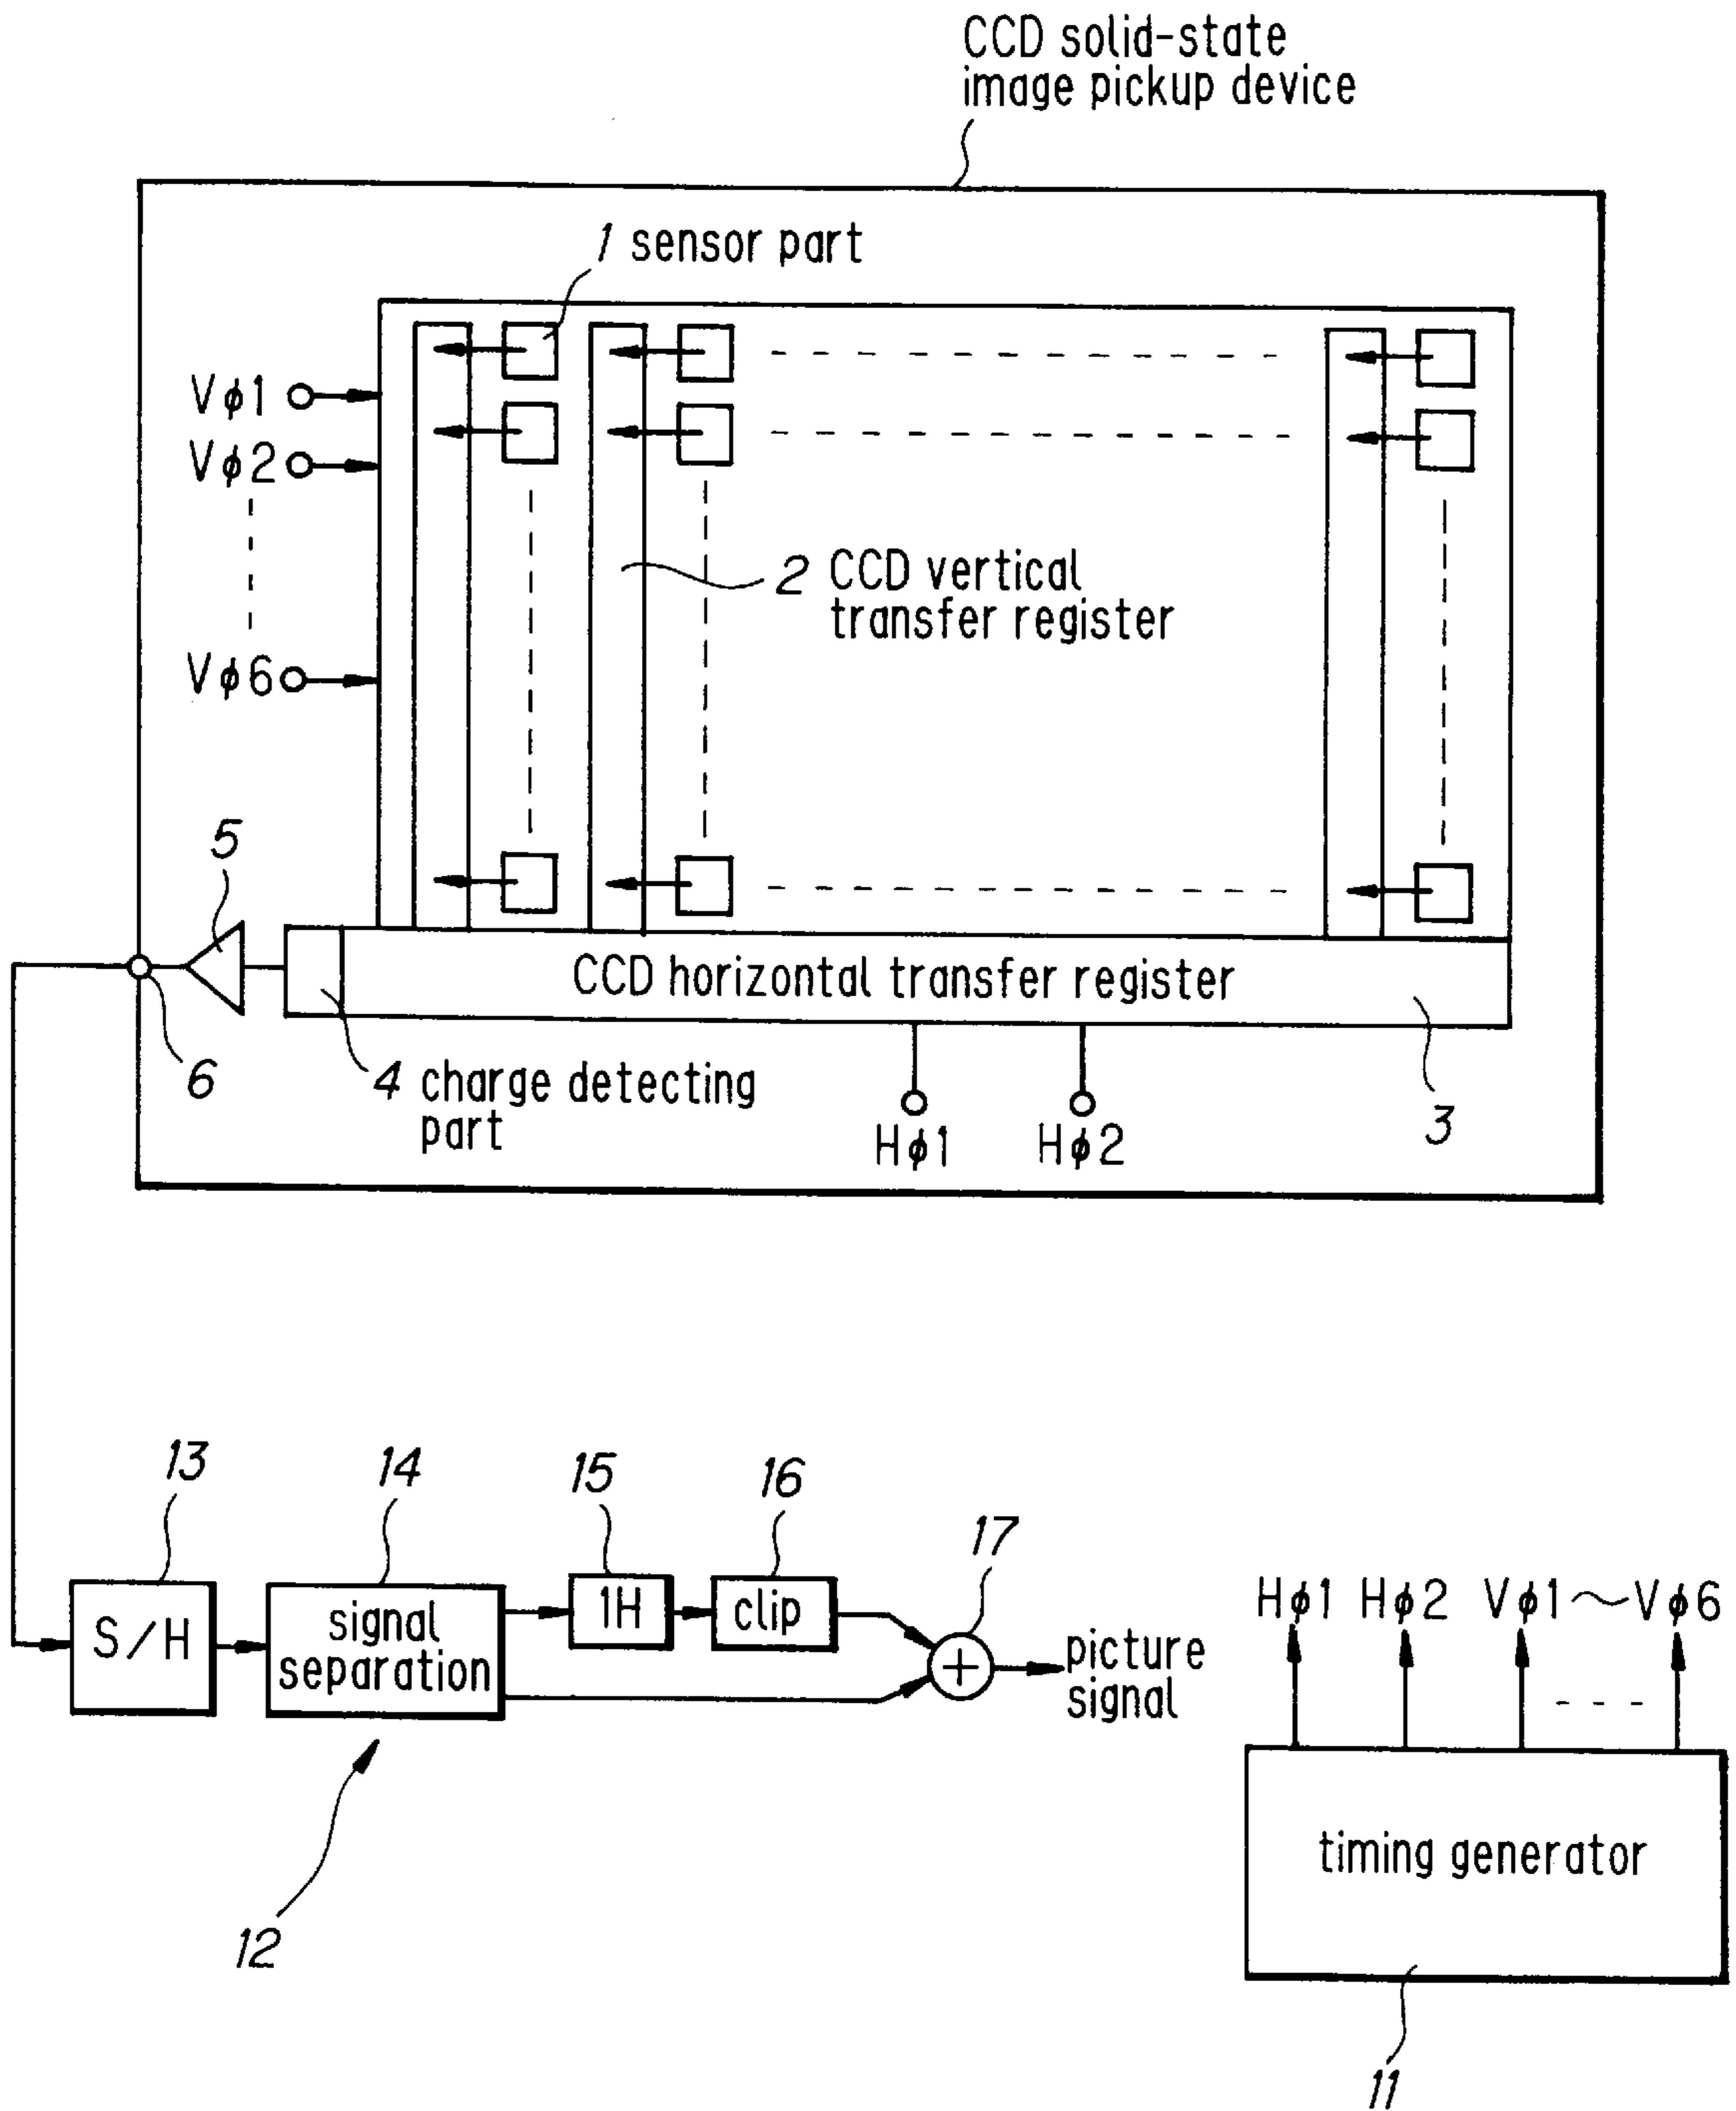 CCD solid-state
image pickup device
1 sensor part
Vϕ1
Vϕ2
2 CCD vertical
transfer register
Vϕ6
5
CCD horizontal transfer register
6
4 charge detecting
part
Hϕ1 Hϕ2
3
13 14 15 16
17
S/H
signal
separation
1H
clip
picture
signal
Hϕ1 Hϕ2 Vϕ1~Vϕ6
timing generator
12
11